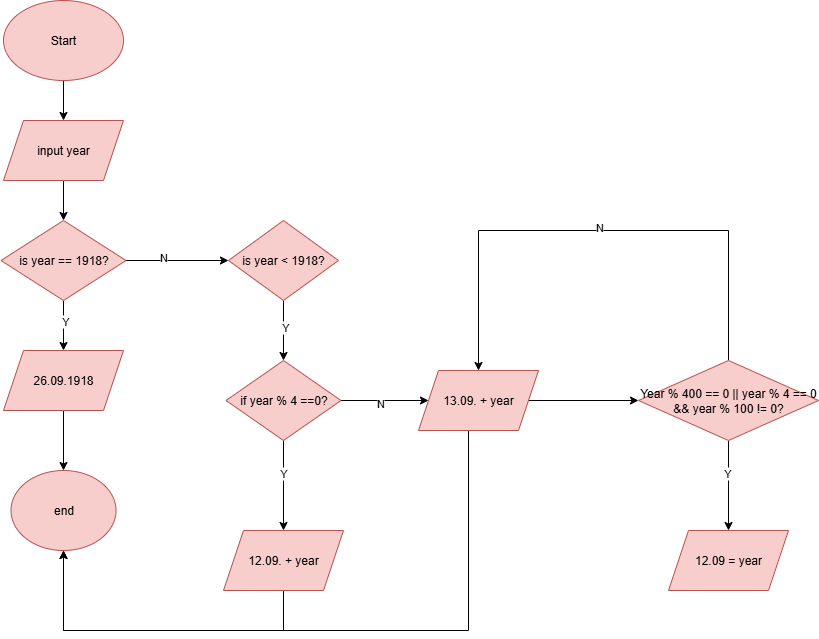 Start
input year
is year == 1918?
N
is year < 1918?
N
Y
Y
26.09.1918
if year % 4 ==0?
N
13.09. + year
Year % 400 == 0 || year % 4 == 0
&& year % 100 != 0?
Y
Y
end
12.09. + year
12.09 = year